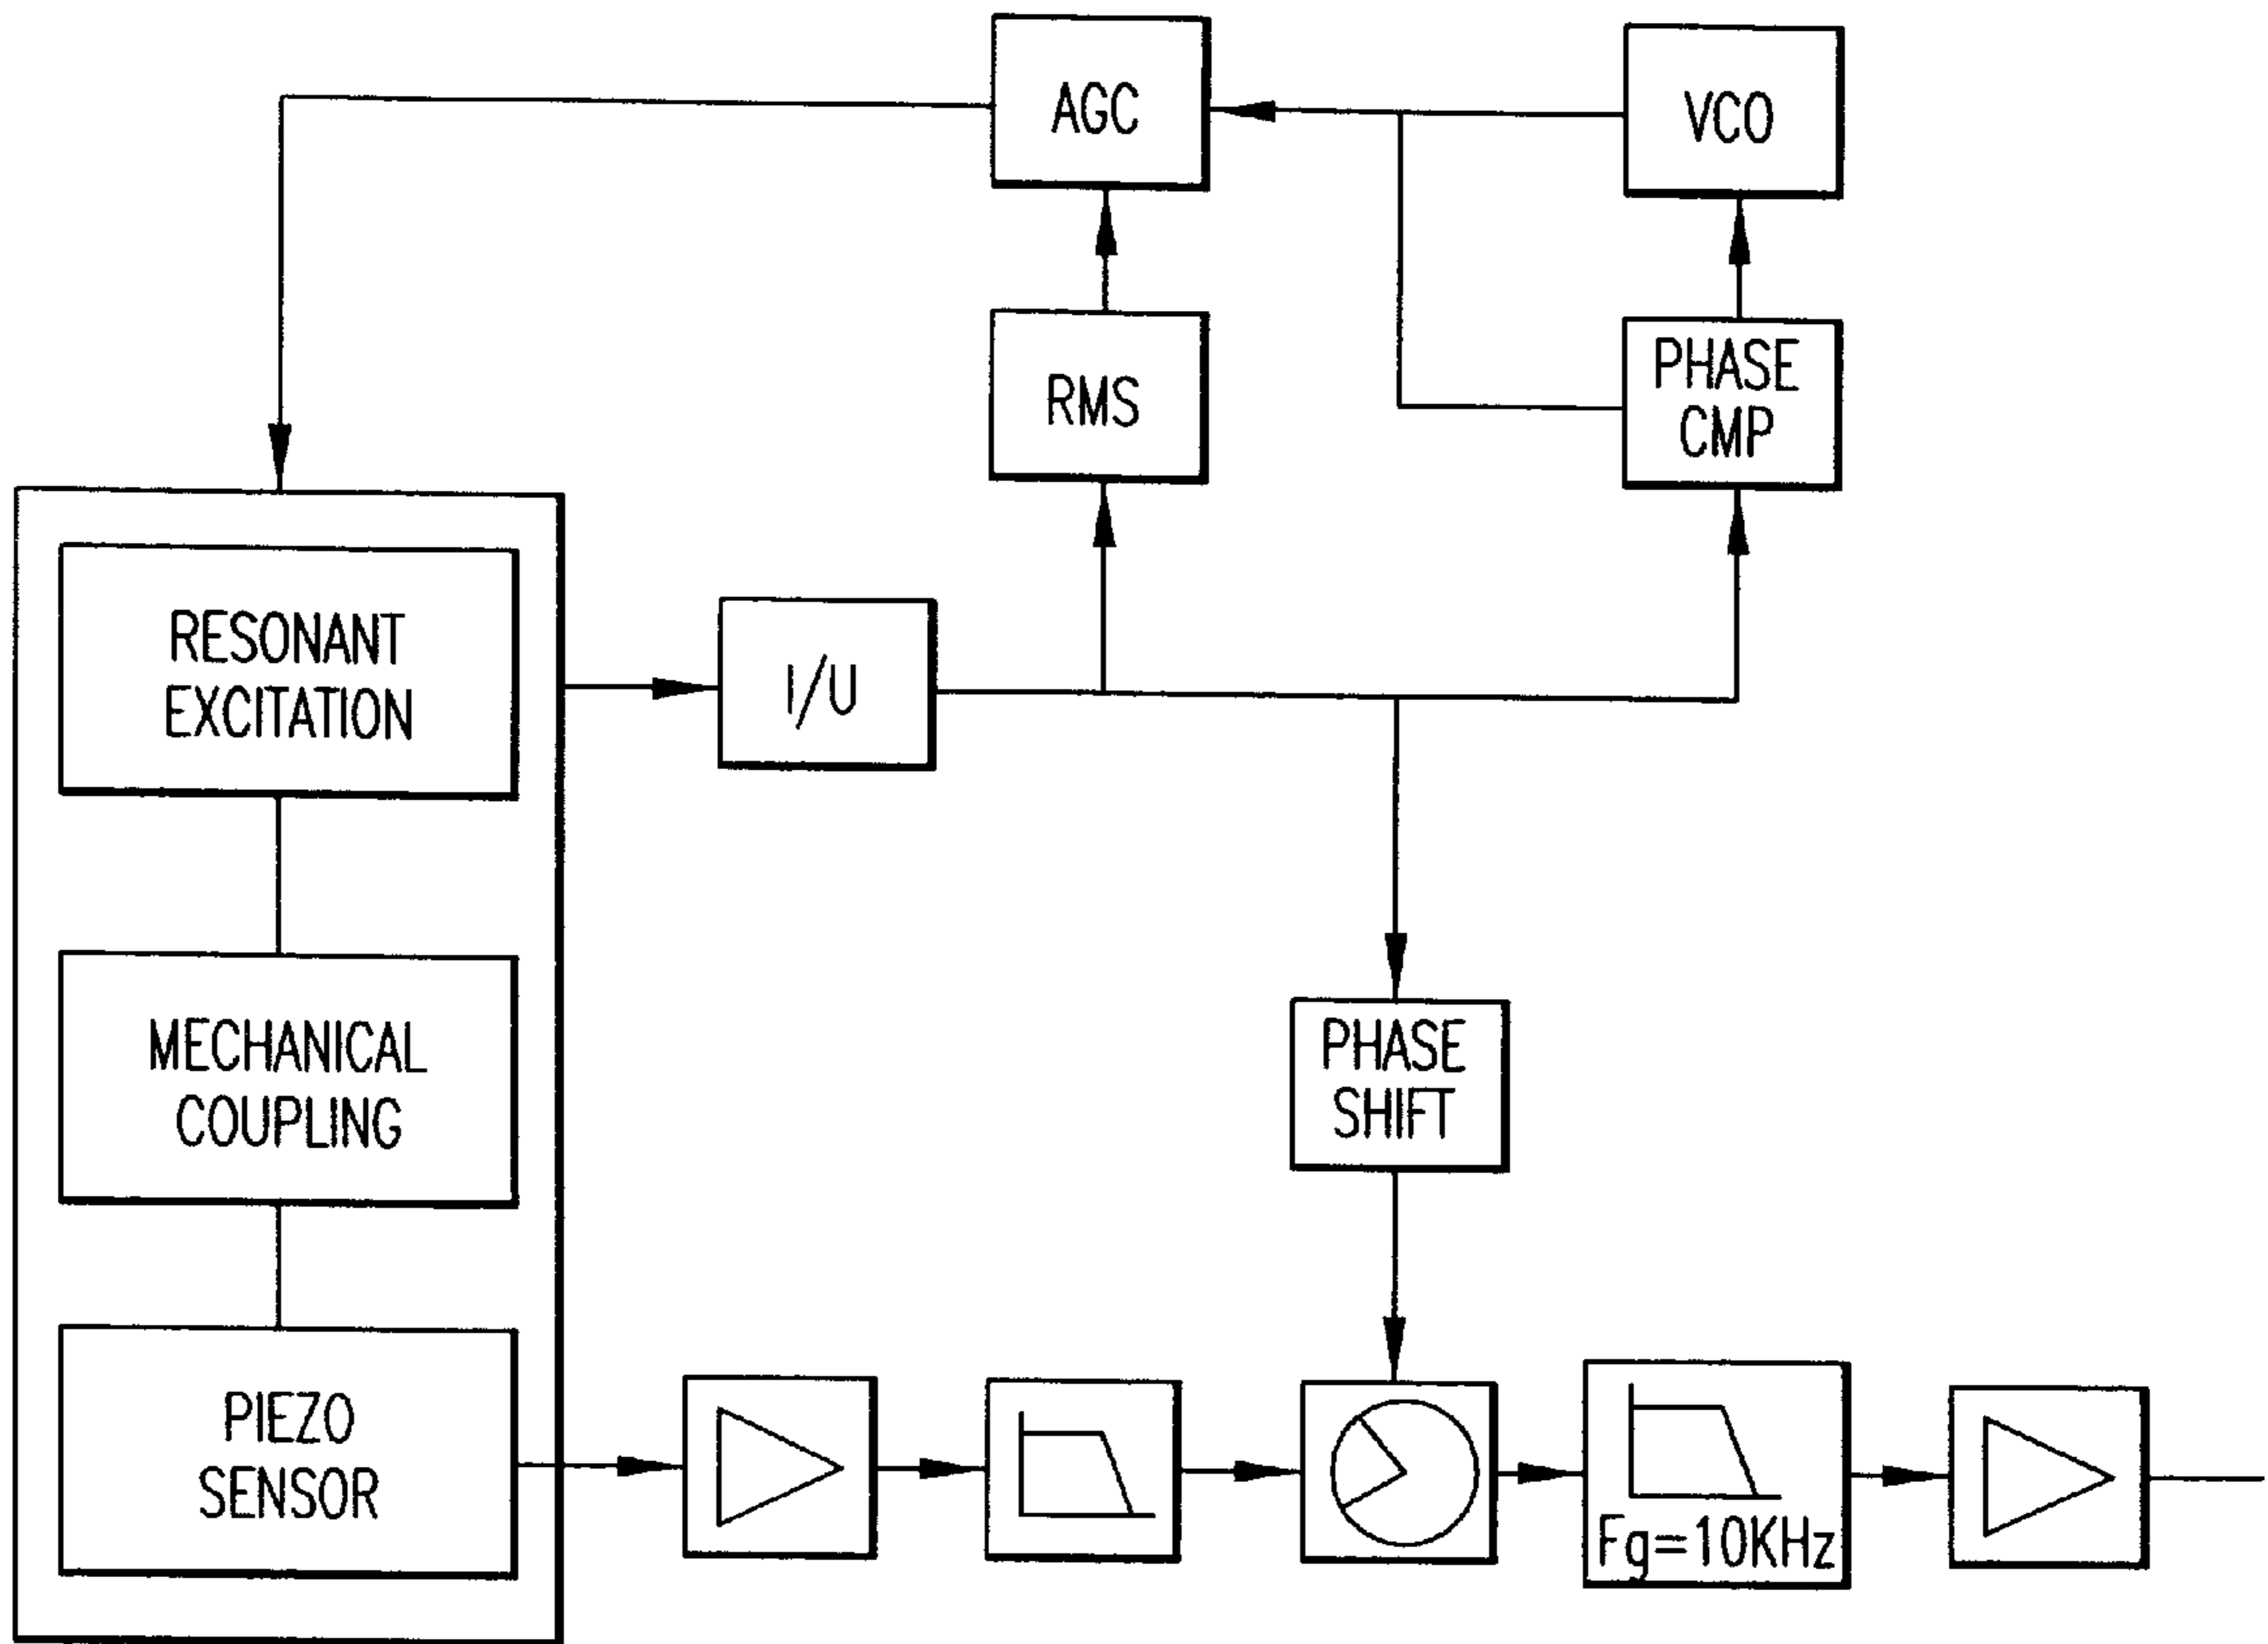 AGC
VCO
RMS
PHASE
CMP
RESONANT
EXCITATION
I/U
MECHANICAL
COUPLING
PHASE
SHIFT
PIEZO
SENSOR
Fg=10KHz